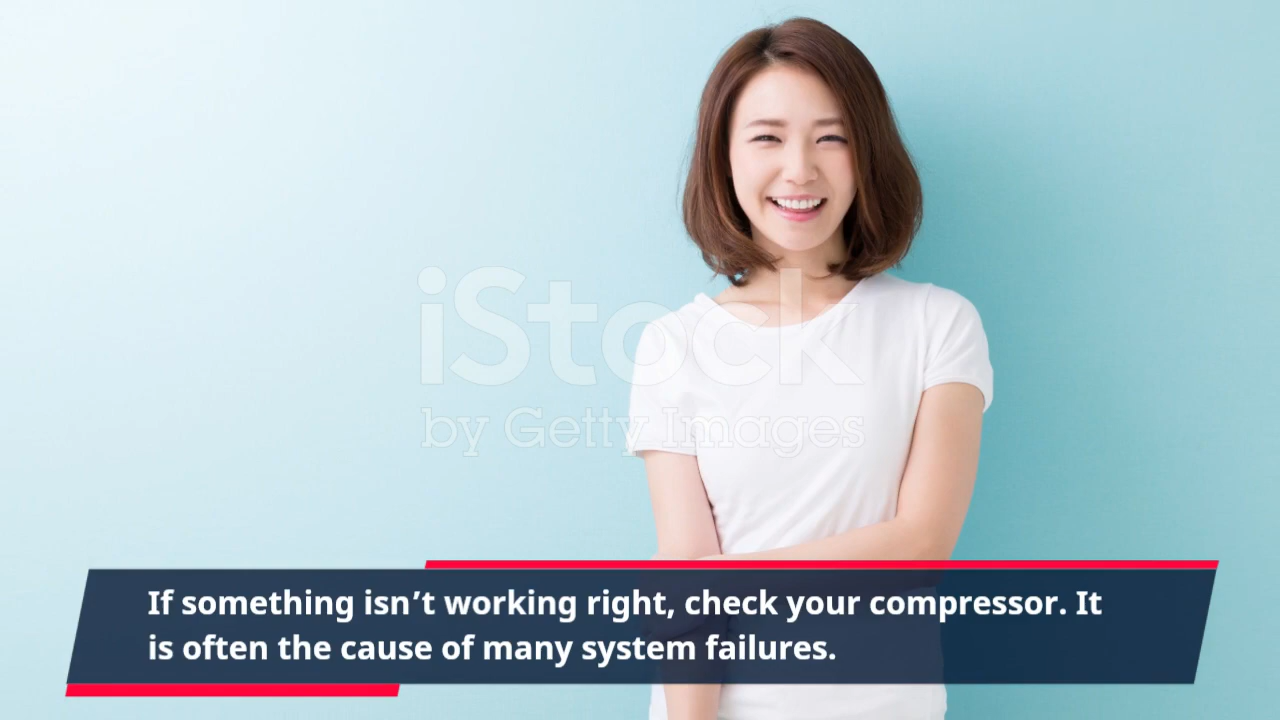 iStock
by Getty Images
If something isn’t working right, check your compressor. It
is often the cause of many system failures.